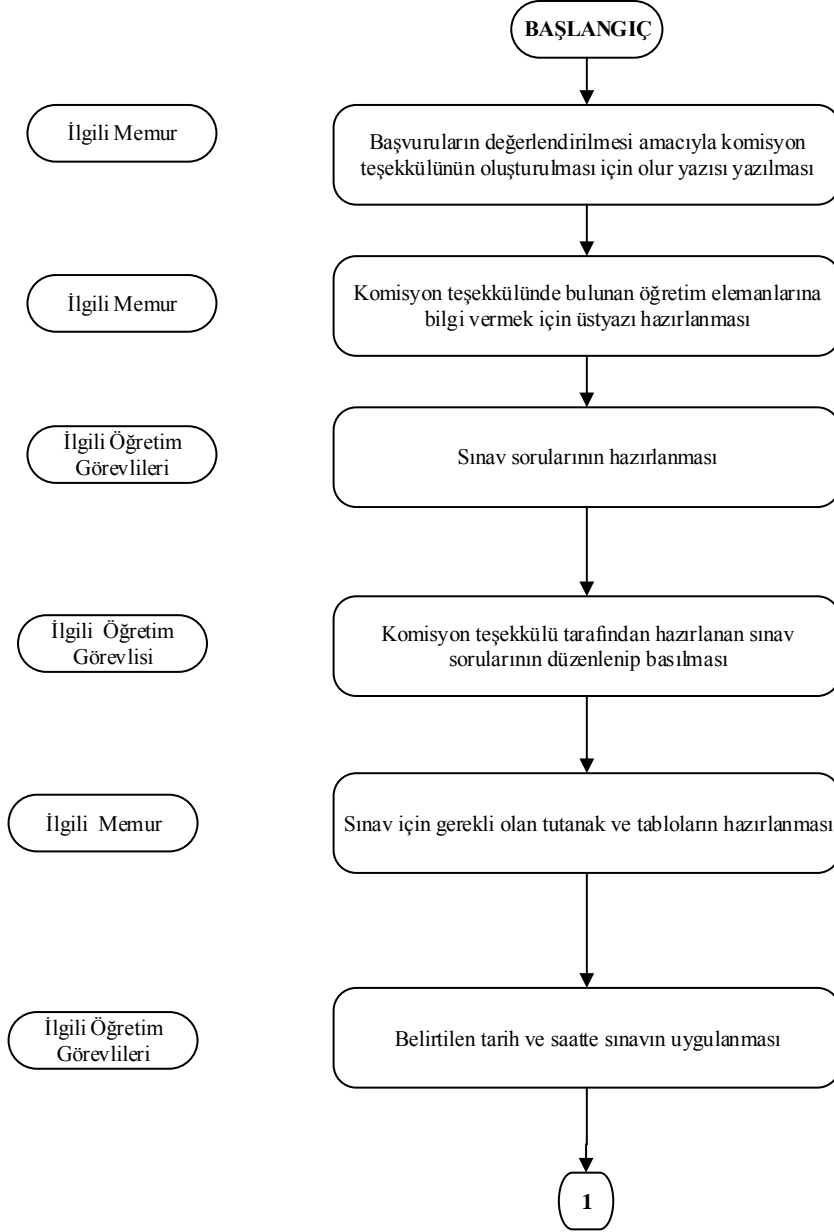 BAŞLANGIÇ
İlgili Memur
Başvuruların değerlendirilmesi amacıyla komisyon
teşekkülünün oluşturulması için olur yazısı yazılması
İlgili Memur
Komisyon teşekkülünde bulunan öğretim elemanlarına
bilgi vermek için üstyazı hazırlanması
İlgili Öğretim
Görevlileri
Sınav sorularının hazırlanması
İlgili Öğretim
Görevlisi
Komisyon teşekkülü tarafından hazırlanan sınav
sorularının düzenlenip basılması
İlgili Memur
Sınav için gerekli olan tutanak ve tabloların hazırlanması
İlgili Öğretim
Görevlileri
Belirtilen tarih ve saatte sınavın uygulanması
1